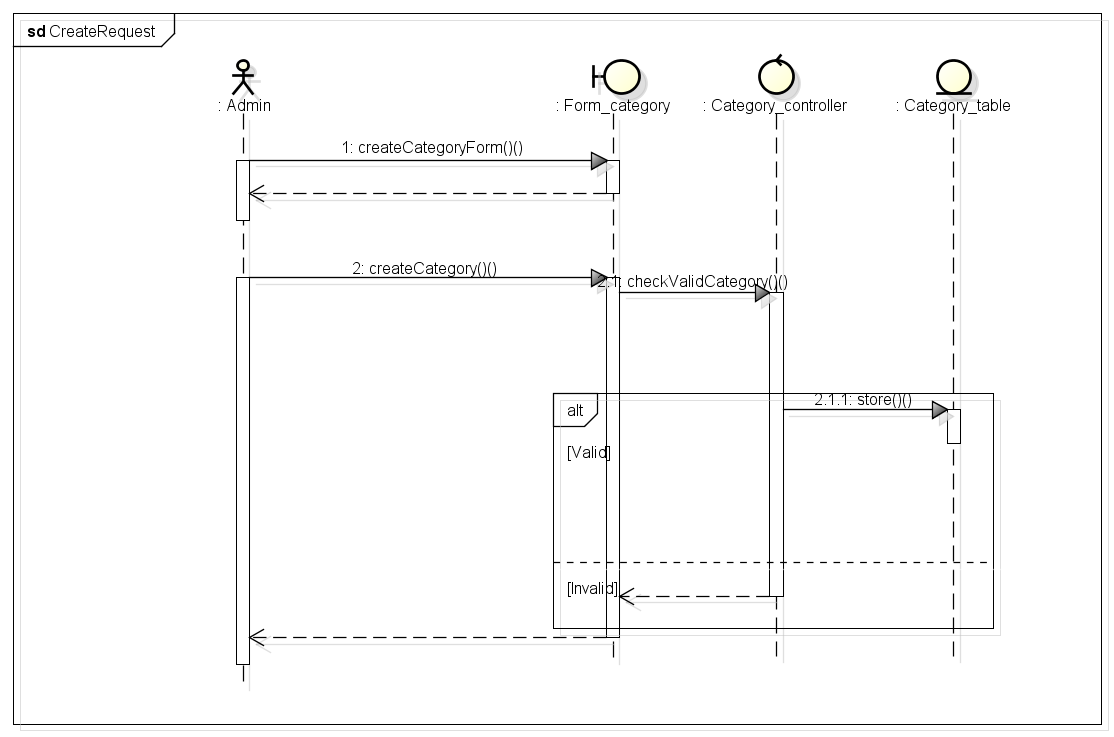 sd CreateRequest
: Admin
: Form_category
: Category_controller
: Category_table
1: createCategoryForm()()
2: createCategory()()
2.1: checkValidCategory()()
alt
2.1.1: store()()
[Valid]
[Invalid]